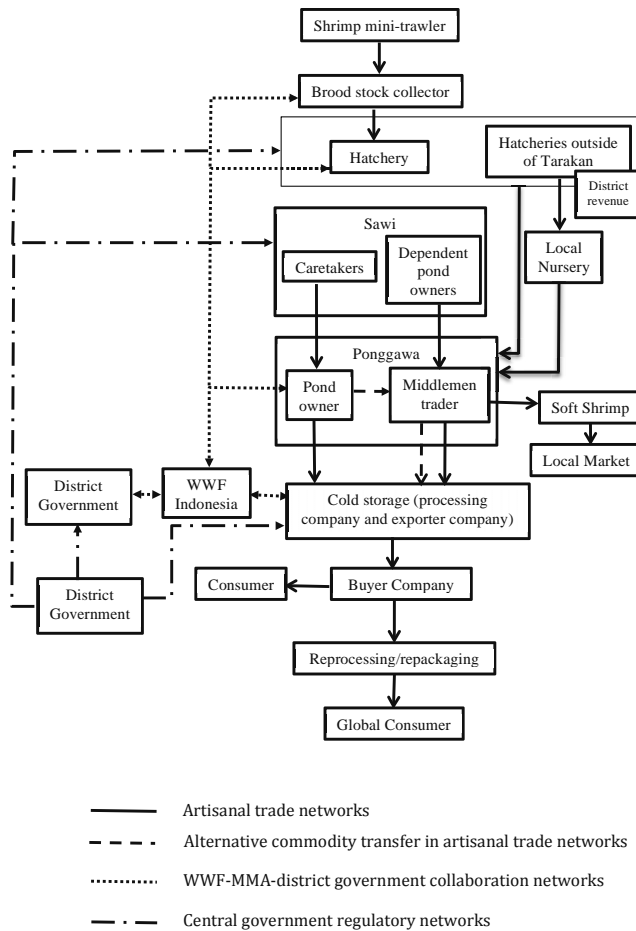 Shrimp mini-trawler
Brood stock collector
Hatchery
Hatcheries outside
of Tarakan
District
revenue
Sawi
Caretakers
Dependent
pond
owners
Local
Nursery
Ponggawa
Pond
owner
Middlemen
trader
Soft Shrimp
Local Market
District
Government
WWF
Indonesia
Cold storage (processing
company and exporter company)
District
Government
Consumer
Buyer Company
Reprocessing/repackaging
Global Consumer
Artisanal trade networks
Alternative commodity transfer in artisanal trade networks
WWF-MMA-district government collaboration networks
Central government regulatory networks